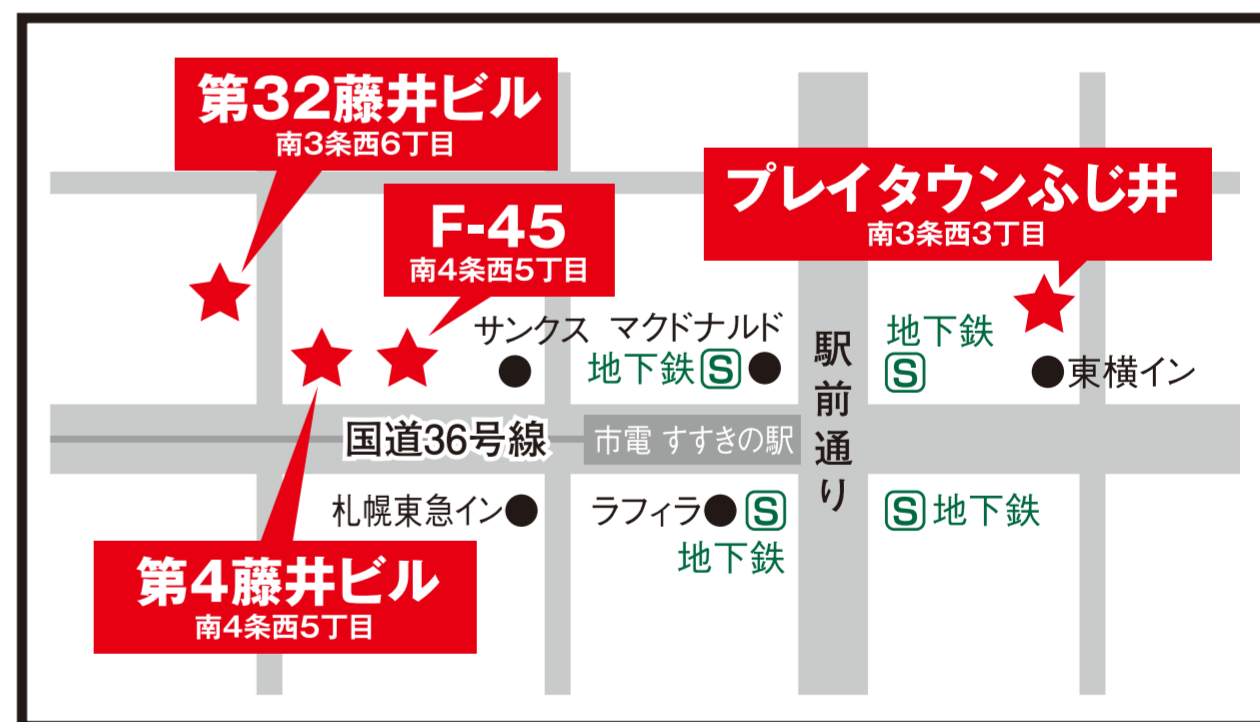 第32藤井ビル
南3条西6丁目
F-45
南4条西5丁目
プレイタウンふじ井
南3条西3丁目
サンクス
マクドナルド
地下鉄 S
駅前通り
地下鉄
S
東横イン
国道36号線
市電 すすきの駅
札幌東急イン
ラフィラ S
地下鉄
S 地下鉄
第4藤井ビル
南4条西5丁目